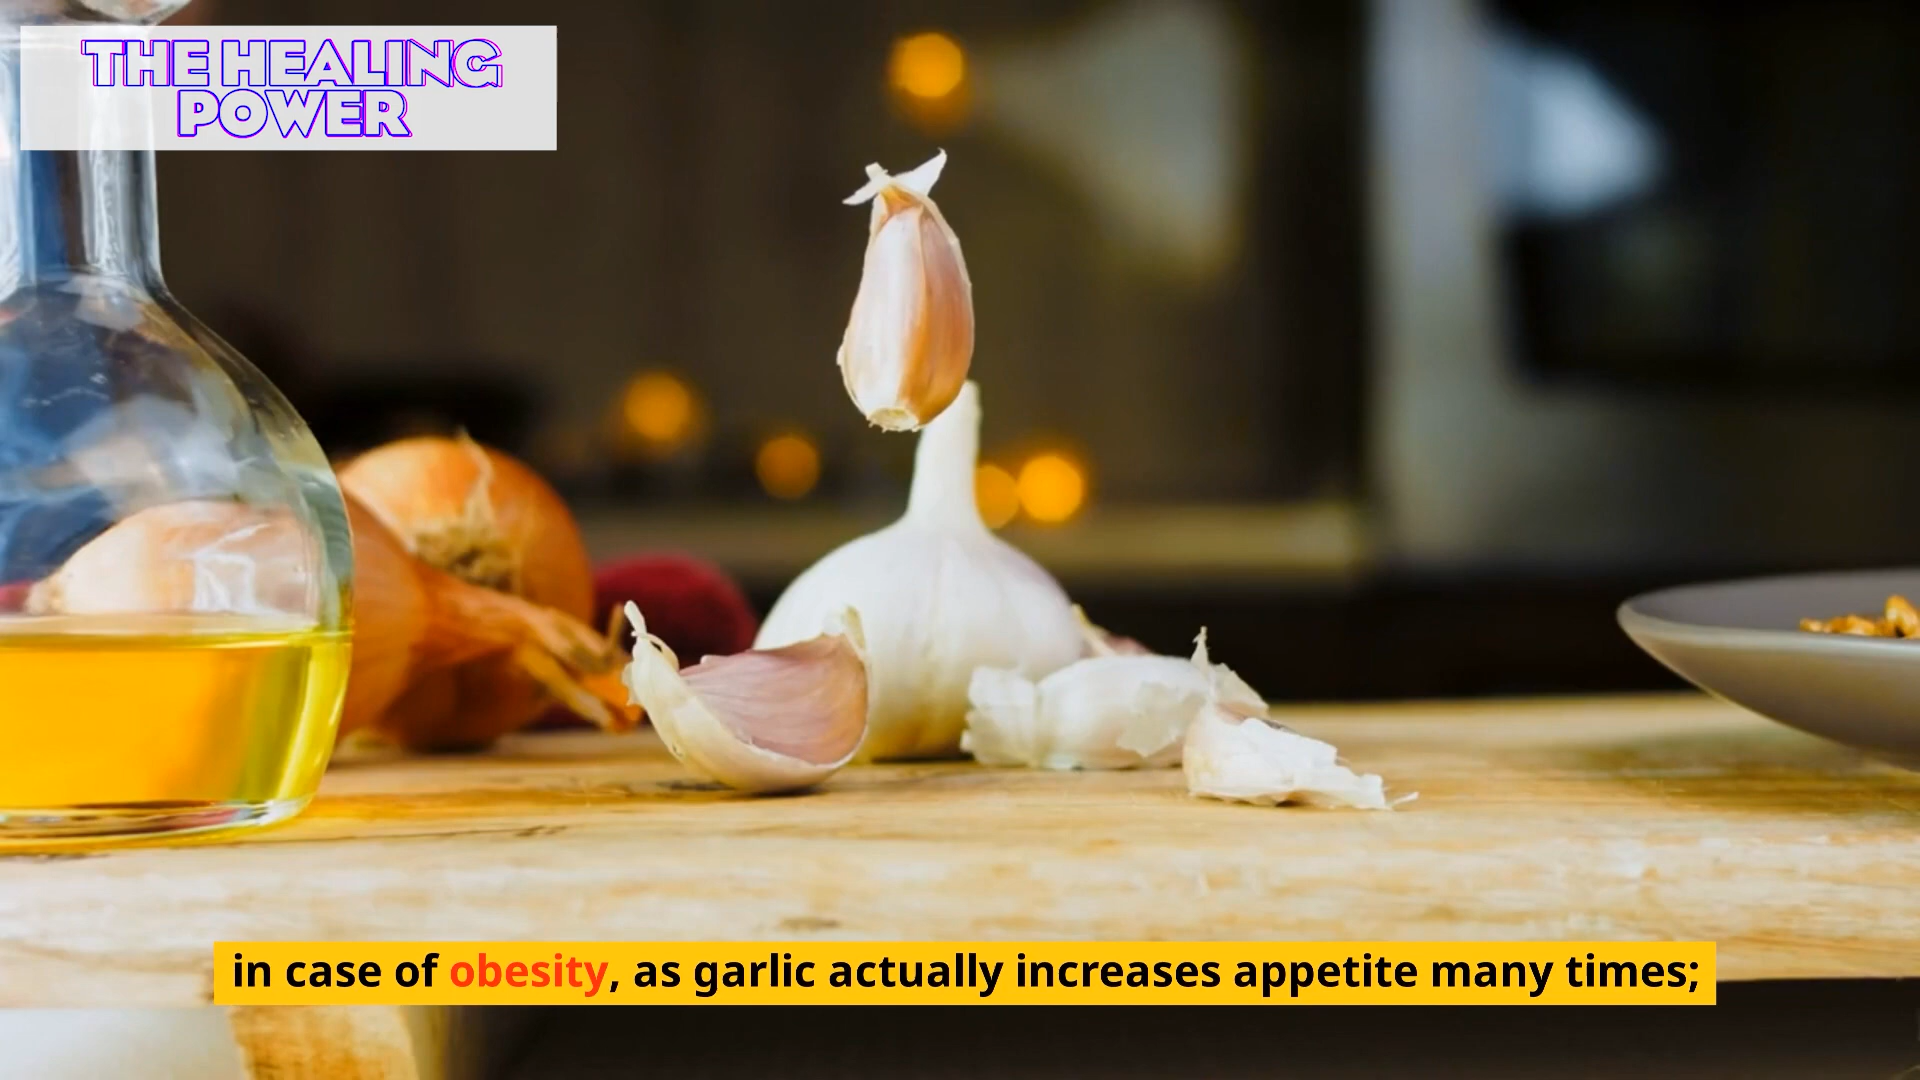 THE HEALING
POWER
in case of obesity, as garlic actually increases appetite many times;